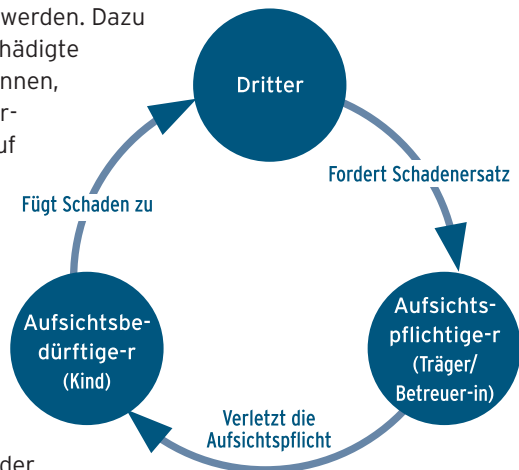 werden. Dazu
hädigte
nnen,
r-
uf
Dritter
Fordert Schadenersatz
Fügt Schaden zu
Aufsichts-
pflichtige-r
(Träger/
Betreuer-in)
Aufsichtsbe-
dürftige-r
(Kind)
Verletzt die
Aufsichtspflicht
der